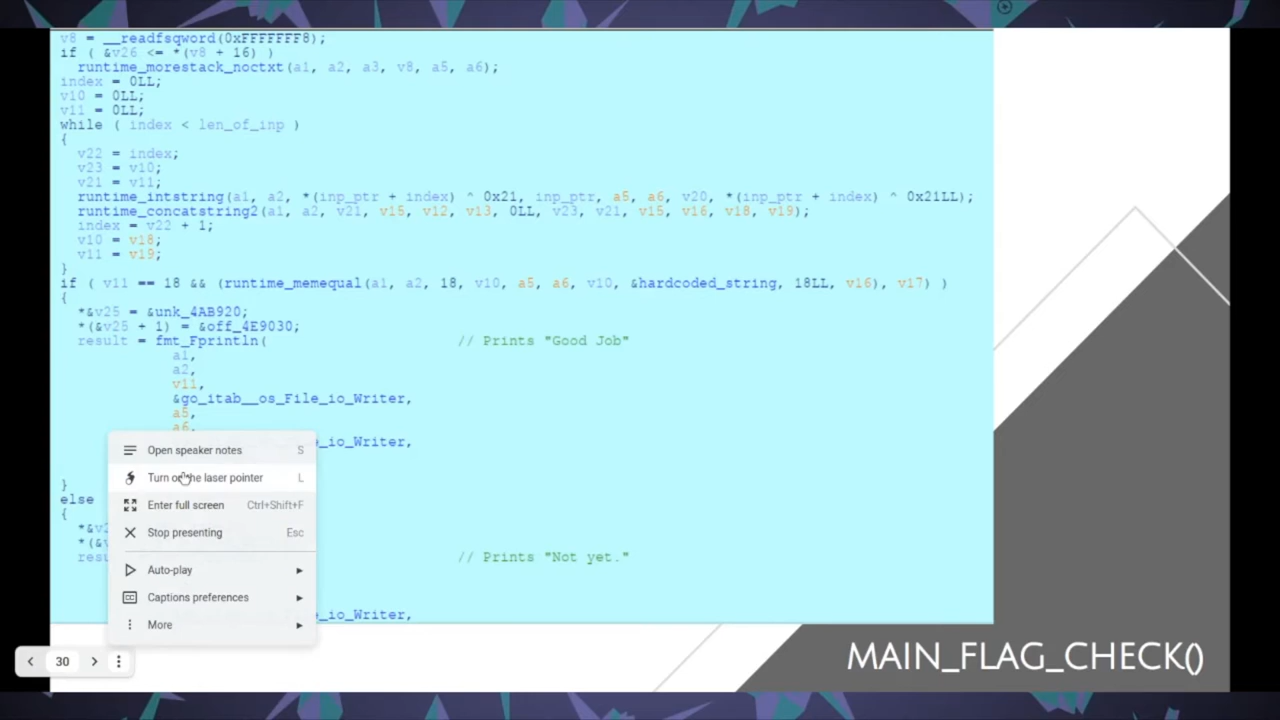 v8 = __readfsqword(0xFFFFFFF8);
if ( &v26 <= *(v8 + 16) )
runtime_morestack_noctxt(a1, a2, a3, v8, a5, a6);
index = 0LL;
v10 = 0LL;
v11 = 0LL;
while ( index < len_of_inp )
{
v22 = index;
v23 = v10;
v21 = v11;
runtime_intstring(a1, a2, *(inp_ptr + index) ^ 0x21, inp_ptr, a5, a6, v20, *(inp_ptr + index) ^ 0x21LL);
runtime_concatstring2(a1, a2, v21, v15, v12, v13, 0LL, v23, v21, v15, v16, v18, v19);
index = v22 + 1;
v10 = v18;
v11 = v19;
}
if ( v11 == 18 && (runtime_memequal(a1, a2, 18, v10, a5, a6, v10, &hardcoded_string, 18LL, v16), v17) )
{
*&v25 = &unk_4AB920;
*(&v25 + 1) = &off_4E9030;
result = fmt_Fprintln( // Prints "Good Job"
a1,
a2,
v11,
&go_itab__os_File_io_Writer,
a5,
a6,
_io_Writer,
Open speaker notes S
Turn on the laser pointer L
}
else
Enter full screen Ctrl+Shift+F
{
*&v2
Stop presenting Esc
*(&v
resu // Prints "Not yet."
Auto-play
Captions preferences
_io_Writer,
More
30
MAIN_FLAG_CHECK()